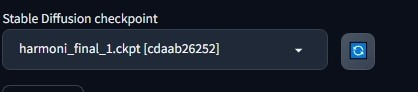 Stable Diffusion checkpoint
harmoni_final_1.ckpt [cdaab26252]